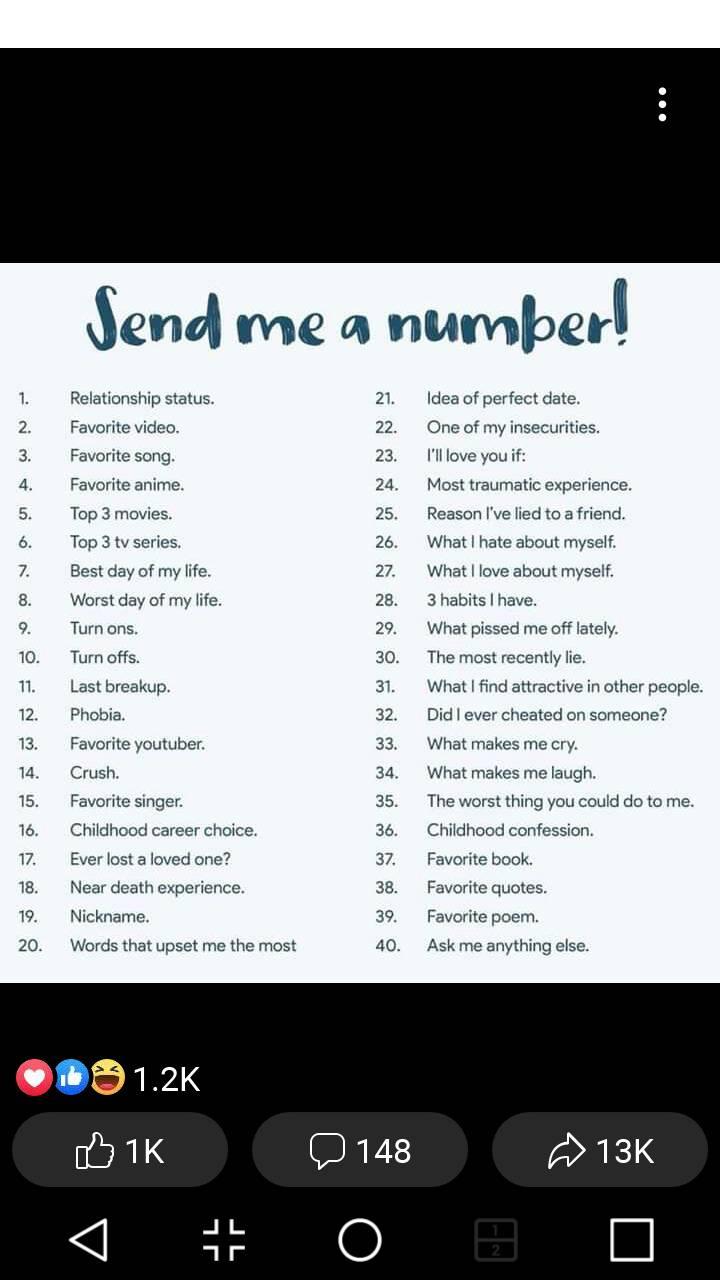 Send me a number!
1. Relationship status.
2. Favorite video.
3. Favorite song.
4. Favorite anime.
5. Top 3 movies.
6. Top 3 tv series.
7. Best day of my life.
8. Worst day of my life.
9. Turn ons.
10. Turn offs.
11. Last breakup.
12. Phobia.
13. Favorite youtuber.
14. Crush.
15. Favorite singer.
16. Childhood career choice.
17. Ever lost a loved one?
18. Near death experience.
19. Nickname.
20. Words that upset me the most
21. Idea of perfect date.
22. One of my insecurities.
23. I'll love you if:
24. Most traumatic experience.
25. Reason I've lied to a friend.
26. What I hate about myself.
27. What I love about myself.
28. 3 habits I have.
29. What pissed me off lately.
30. The most recently lie.
31. What I find attractive in other people.
32. Did I ever cheated on someone?
33. What makes me cry.
34. What makes me laugh.
35. The worst thing you could do to me.
36. Childhood confession.
37. Favorite book.
38. Favorite quotes.
39. Favorite poem.
40. Ask me anything else.
1.2K
1K 148 13K
1
2